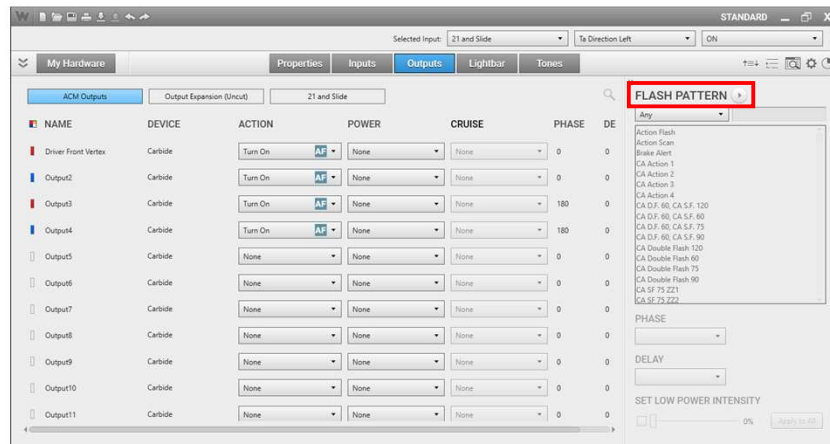 W STANDARD
Selected Input: 21 and Slide Ta Direction Left ON
My Hardware Properties Inputs Outputs Lightbar Tones
ACM Outputs Output Expansion (Uncut) 21 and Slide
FLASH PATTERN
Any
NAME DEVICE ACTION POWER CRUISE PHASE DE
Driver Front Vertex Carbide Turn On AF None None 0 0
Output2 Carbide Turn On AF None None 0 0
Output3 Carbide Turn On AF None None 180 0
Output4 Carbide Turn On AF None None 180 0
Output5 Carbide None None None 0 0
Output6 Carbide None None None 0 0
Output7 Carbide None None None 0 0
Output8 Carbide None None None 0 0
Output9 Carbide None None None 0 0
Output10 Carbide None None None 0 0
Output11 Carbide None None None 0 0
Action Flash
Action Scan
Brake Alert
CA Action 1
CA Action 2
CA Action 3
CA Action 4
CA D.F. 60, CA S.F. 120
CA D.F. 60, CA S.F. 60
CA D.F. 60, CA S.F. 75
CA D.F. 60, CA S.F. 90
CA Double Flash 120
CA Double Flash 60
CA Double Flash 75
CA Double Flash 90
CA SF 75 ZZ1
CA SF 75 ZZ2
PHASE
DELAY
SET LOW POWER INTENSITY
0% Apply to All